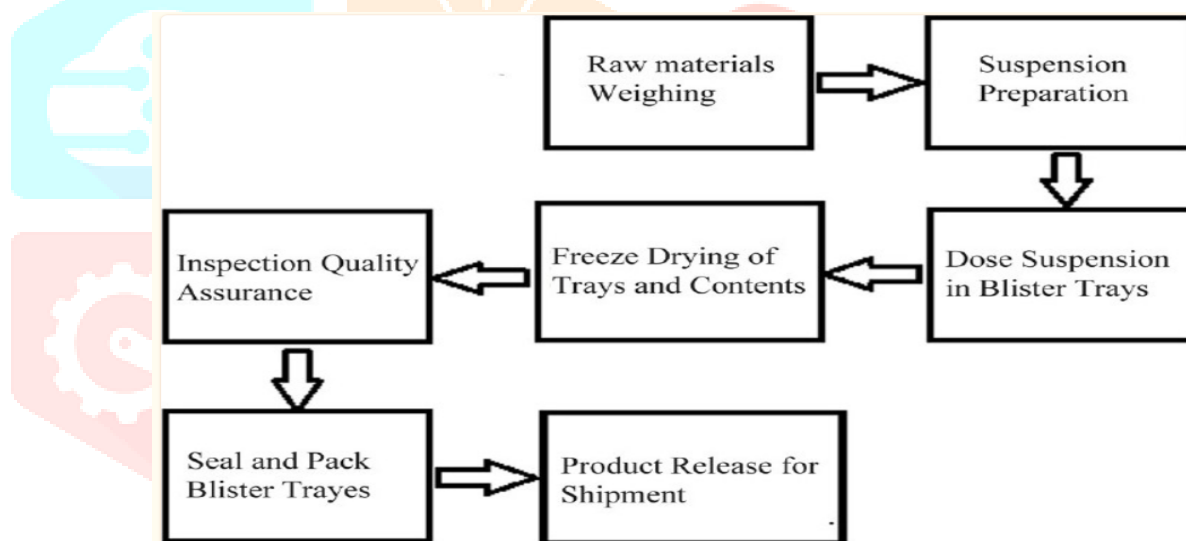 Raw materials
Weighing
Suspension
Preparation
Dose Suspension
in Blister Trays
Freeze Drying of
Trays and Contents
Inspection Quality
Assurance
Seal and Pack
Blister Trayes
Product Release for
Shipment